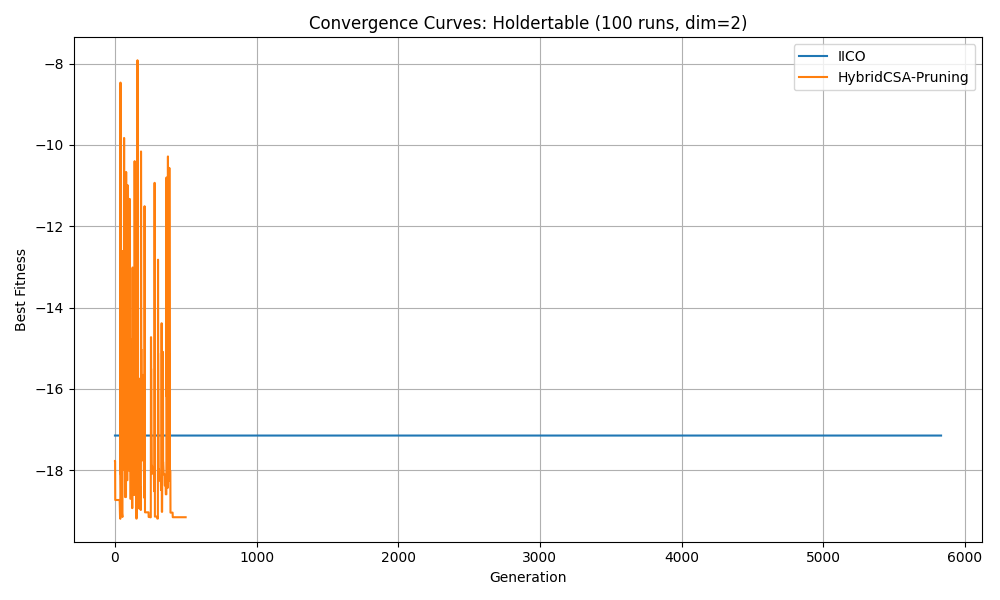 Convergence Curves: Holdertable (100 runs, dim=2)
IICO
HybridCSA-Pruning
Best Fitness
−8
−10
−12
−14
−16
−18
0
1000
2000
3000
4000
5000
6000
Generation